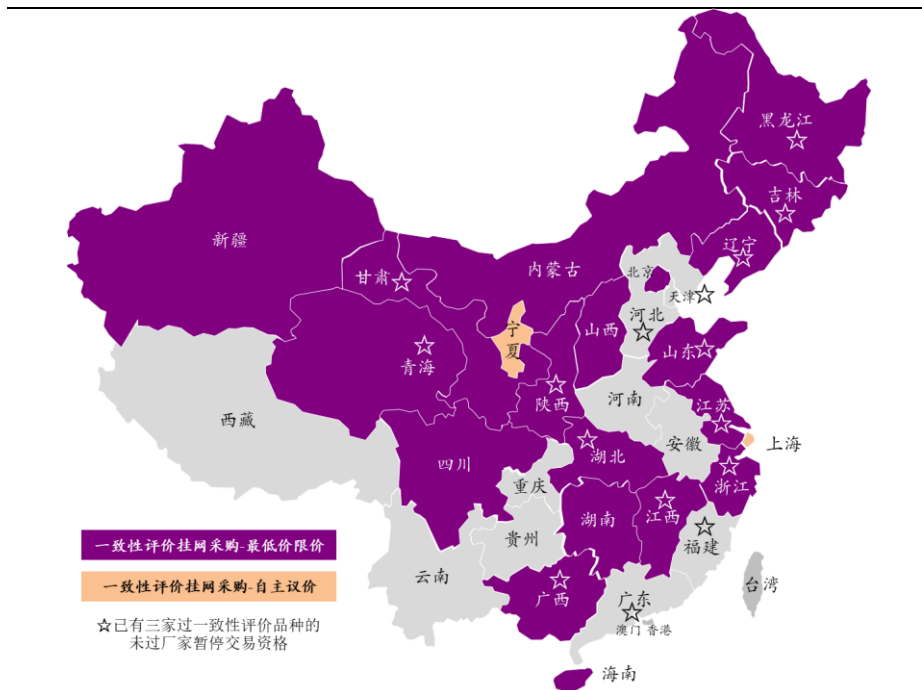 黑龙江
吉林
辽宁
新疆
内蒙古
北京
甘肃
天津
河北
宁
夏
山西
山东
青海
陕西
河南
江苏
西藏
安徽
上海
湖北
四川
浙江
重庆
湖南
江西
贵州
福建
一致性评价挂网采购-最低价限价
云南
台湾
一致性评价挂网采购-自主议价
广西
广东
☆已有三家过一致性评价品种的
未过厂家暂停交易资格
澳门 香港
海南